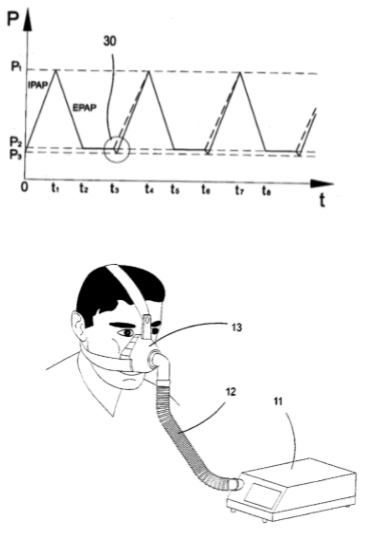 P
30
P₁
IPAP
EPAP
P₂
P₃
0 t₁ t₂ t₃ t₄ t₅ t₆ t₇ t₈ t
13
12
11